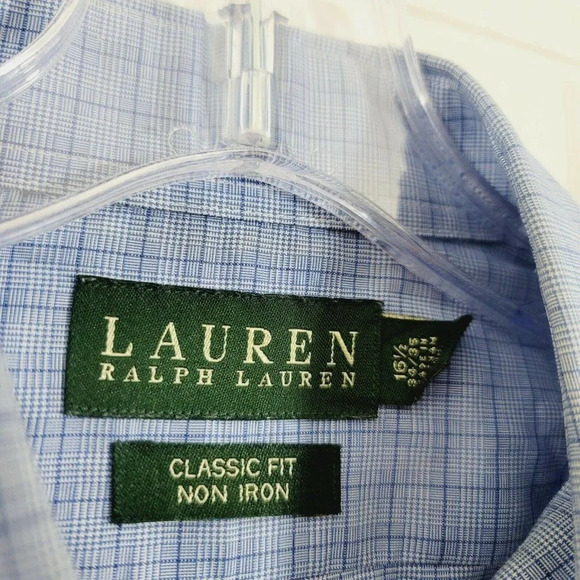 LAUREN
RALPH LAUREN
16½
34/35
CLASSIC FIT
NON IRON